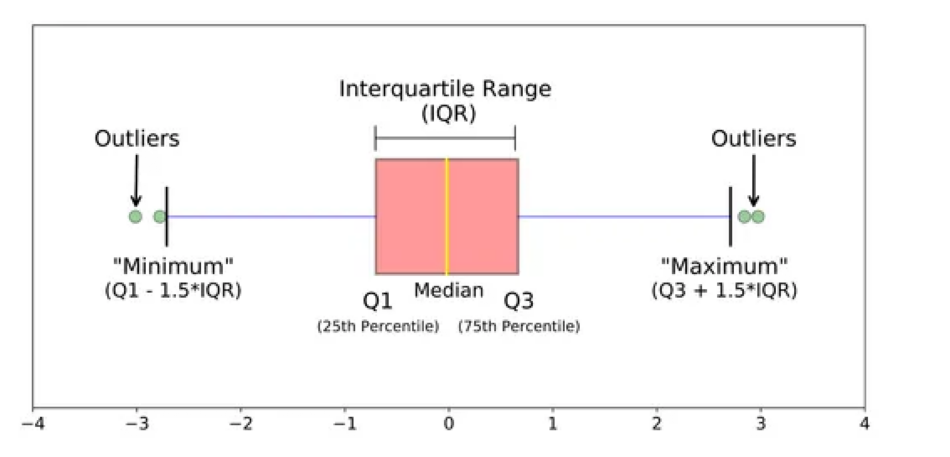 Interquartile Range
(IQR)
Outliers
Outliers
"Minimum"
(Q1 - 1.5*IQR)
"Maximum"
(Q3 + 1.5*IQR)
Q1
Median
Q3
(25th Percentile)
(75th Percentile)
−4 −3 −2 −1 0 1 2 3 4